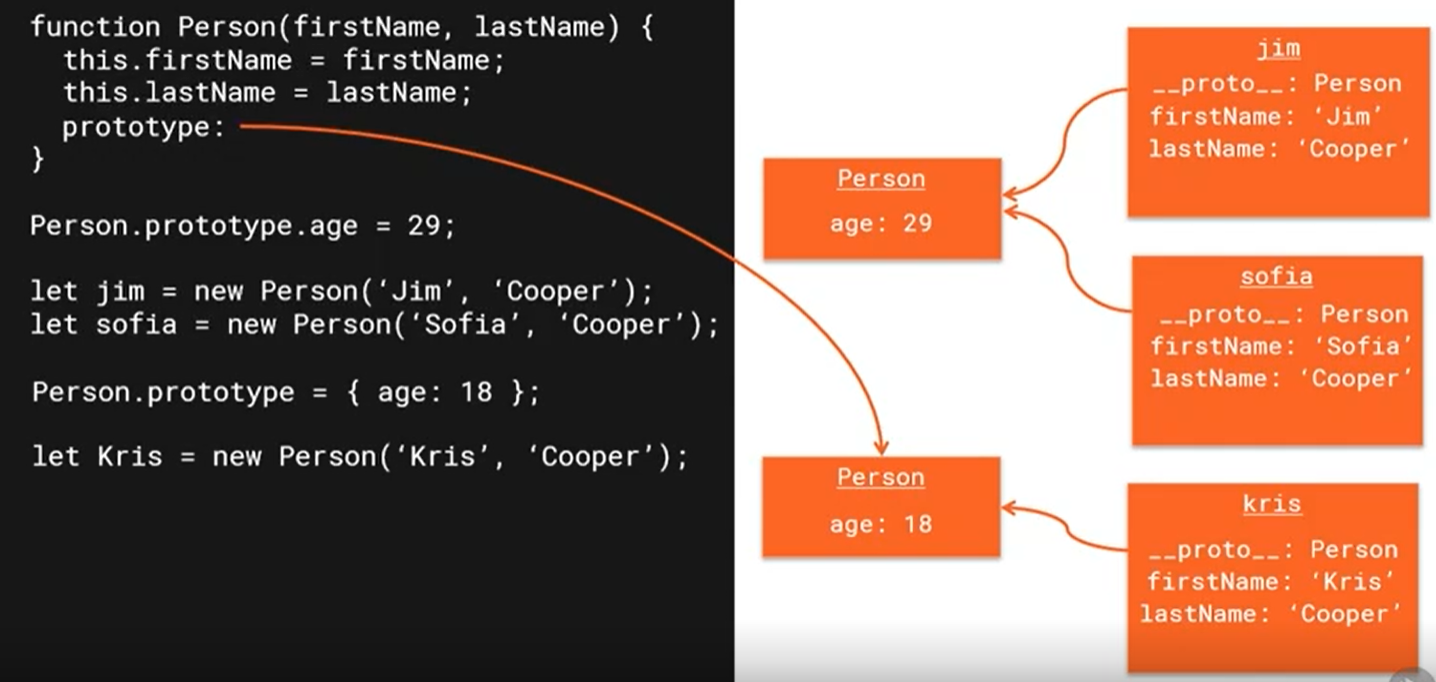 function Person(firstName, lastName) {
this.firstName = firstName;
this.lastName = lastName;
prototype:
}
Person.prototype.age = 29;
let jim = new Person(‘Jim’, ‘Cooper’);
let sofia = new Person(‘Sofia’, ‘Cooper’);
Person.prototype = { age: 18 };
let Kris = new Person(‘Kris’, ‘Cooper’);
Person
age: 29
Person
age: 18
jim
__proto__: Person
firstName: ‘Jim’
lastName: ‘Cooper’
sofia
__proto__: Person
firstName: ‘Sofia’
lastName: ‘Cooper’
kris
__proto__: Person
firstName: ‘Kris’
lastName: ‘Cooper’